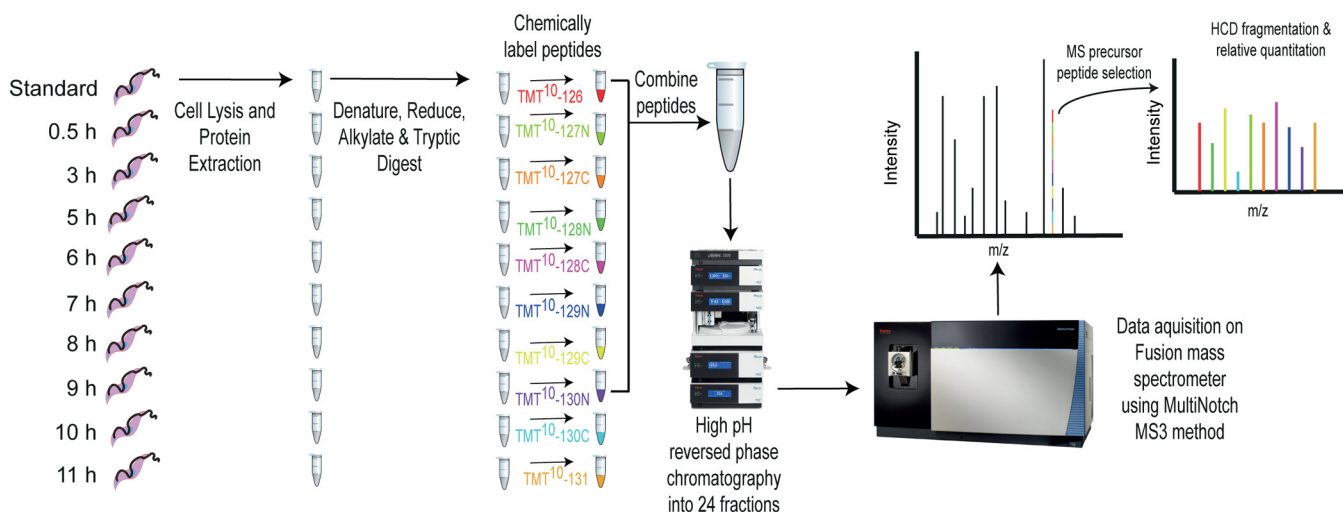 Standard
0.5 h
3 h
5 h
6 h
7 h
8 h
9 h
10 h
11 h
Cell Lysis and
Protein
Extraction
Denature, Reduce,
Alkylate & Tryptic
Digest
Chemically
label peptides
TMT10-126
TMT10-127N
TMT10-127C
TMT10-128N
TMT10-128C
TMT10-129N
TMT10-129C
TMT10-130N
TMT10-130C
TMT10-131
Combine
peptides
High pH
reversed phase
chromatography
into 24 fractions
Data aquisition on
Fusion mass
spectrometer
using MultiNotch
MS3 method
Intensity
m/z
MS precursor
peptide selection
HCD fragmentation &
relative quantitation
Intensity
m/z